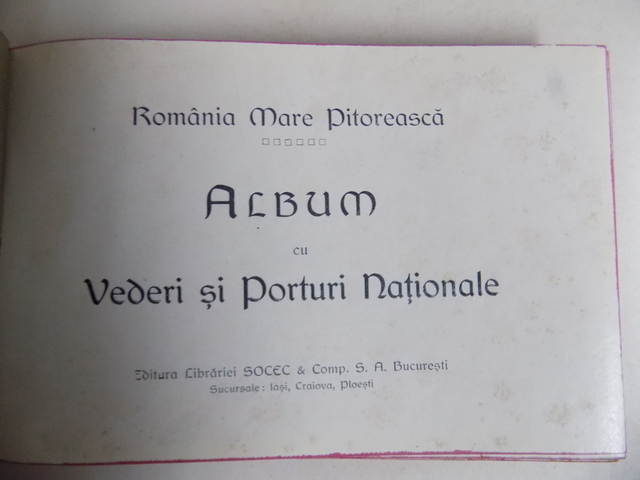 România Mare Pitorească
ALBUM
cu
Vederi și Porturi Naționale
Editura Librăriei SOCEC & Comp. S. A. București
Sucursale: Iași, Craiova, Ploești